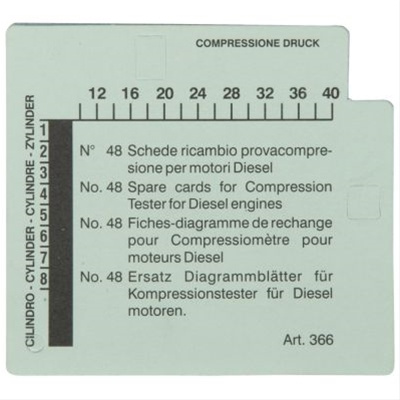 COMPRESSIONE DRUCK
12 16 20 24 28 32 36 40
CILINDRO - CYLINDER - CYLINDRE - ZYLINDER
1
2
3
4
5
6
7
8
N° 48 Schede ricambio provacompre-
sione per motori Diesel
No. 48 Spare cards for Compression
Tester for Diesel engines
No. 48 Fiches-diagramme de rechange
pour Compressiomètre pour
moteurs Diesel
No. 48 Ersatz Diagrammblätter für
Kompressionstester für Diesel
motoren.
Art. 366